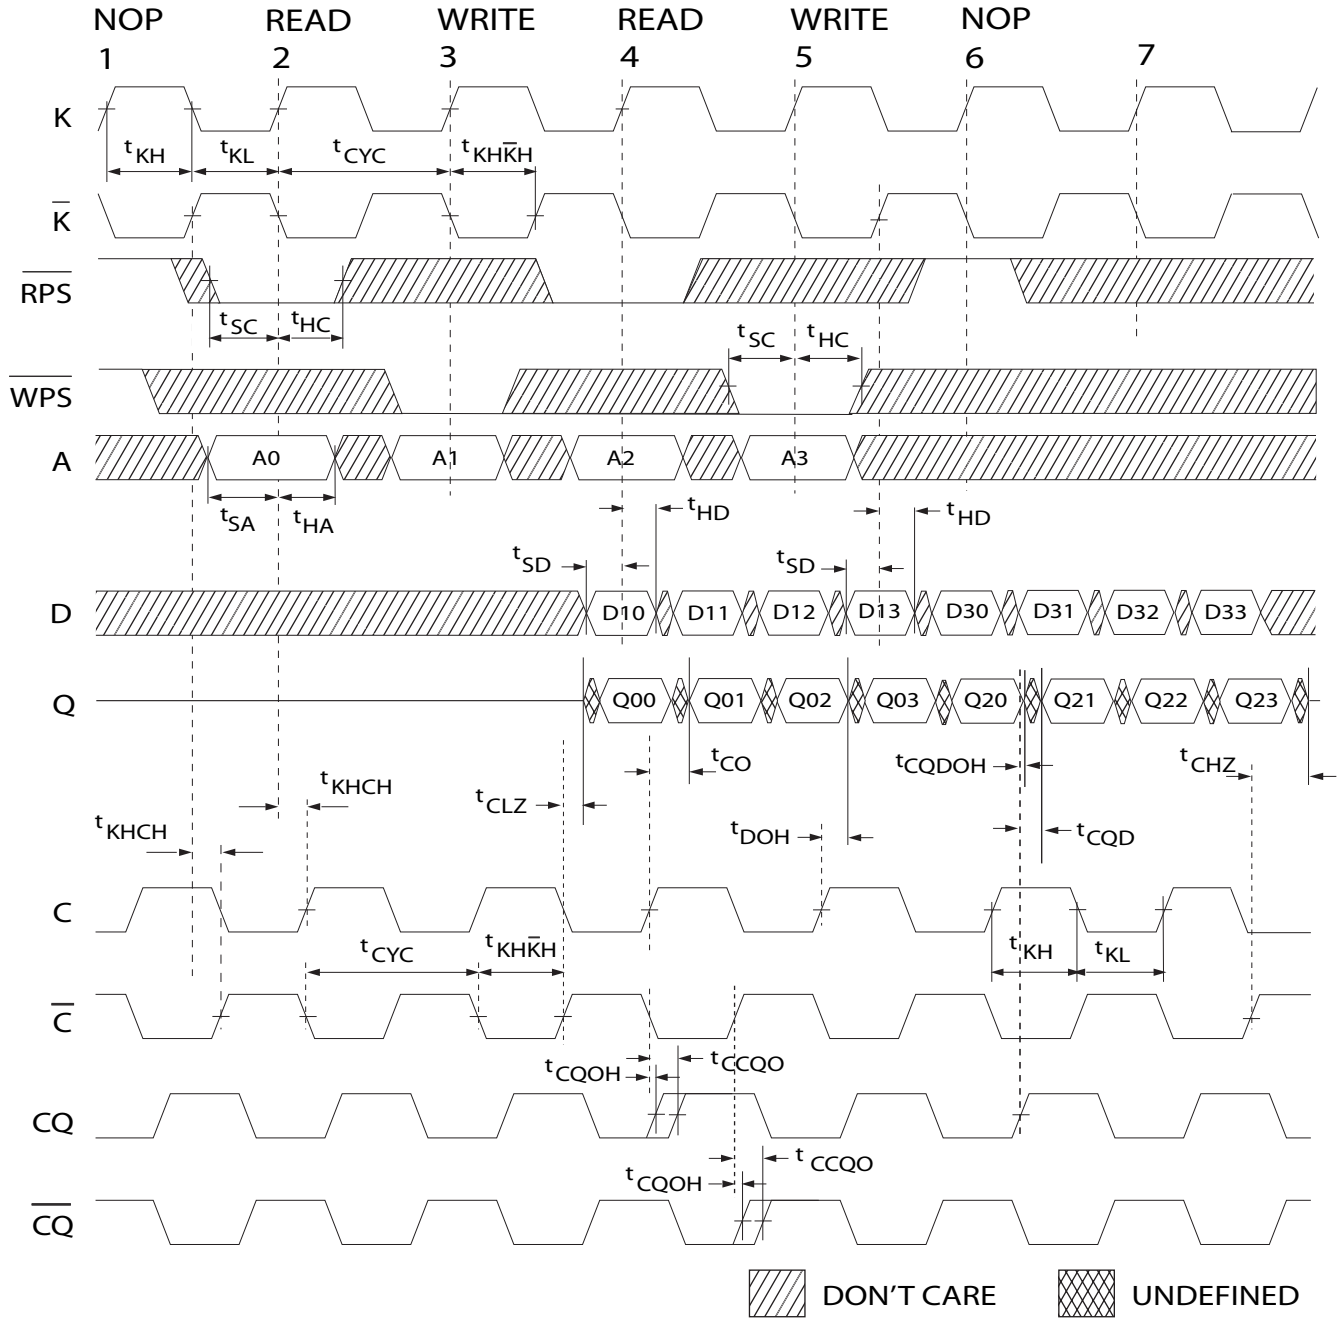 NOP READ WRITE READ WRITE NOP
1 2 3 4 5 6 7
K
tKH tKL tCYC tKHK̅H
K̅
R̅P̅S̅
tSC tHC
tSC tHC
W̅P̅S̅
A A0 A1 A2 A3
tSA tHA
tHD tHD
tSD tSD
D D10 D11 D12 D13 D30 D31 D32 D33
Q Q00 Q01 Q02 Q03 Q20 Q21 Q22 Q23
tCO tCQDOH tCHZ
tKHCH tCLZ
tKHCH tDOH tCQD
C
tCYC tKHK̅H tKH tKL
C̅
tCQOH tCCQO
CQ
tCQOH tCCQO
C̅Q̅
DON'T CARE UNDEFINED